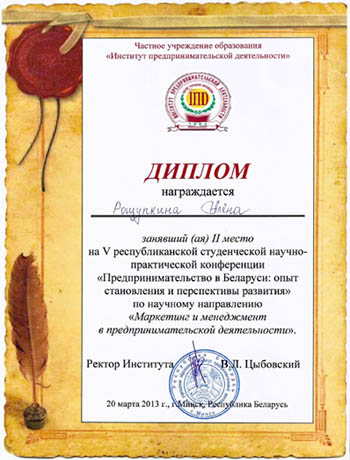 Частное учреждение образования
«Институт предпринимательской деятельности»
ИНСТИТУТ ПРЕДПРИНИМАТЕЛЬСКОЙ ДЕЯТЕЛЬНОСТИ
ІПД
ДИПЛОМ
награждается
Рощупкина
занявший (ая) II место
на V республиканской студенческой научно-
практической конференции
«Предпринимательство в Беларуси: опыт
становления и перспективы развития»
по научному направлению
«Маркетинг и менеджмент
в предпринимательской деятельности».
Ректор Института В.Л. Цыбовский
20 марта 2013 г., г.Минск, Республика Беларусь